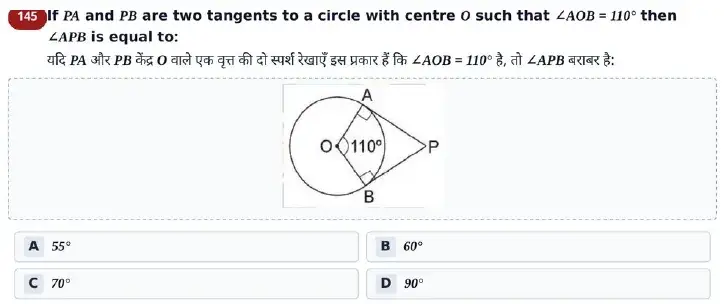 145 If PA and PB are two tangents to a circle with centre O such that ∠AOB = 110° then
∠APB is equal to:
यदि PA और PB केंद्र O वाले एक वृत्त की दो स्पर्श रेखाएँ इस प्रकार हैं कि ∠AOB = 110° है, तो ∠APB बराबर है:
A
O 110° P
B
A 55°
B 60°
C 70°
D 90°